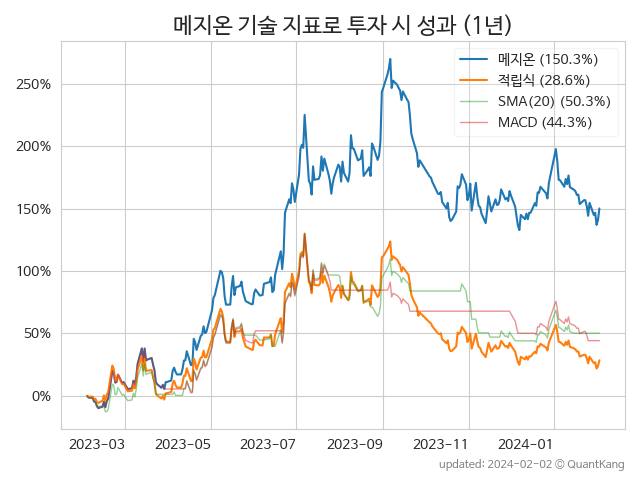 메지온 기술 지표로 투자 시 성과 (1년)
메지온 (150.3%)
적립식 (28.6%)
SMA(20) (50.3%)
MACD (44.3%)
250%
200%
150%
100%
50%
0%
2023-03 2023-05 2023-07 2023-09 2023-11 2024-01
updated: 2024-02-02 © QuantKang